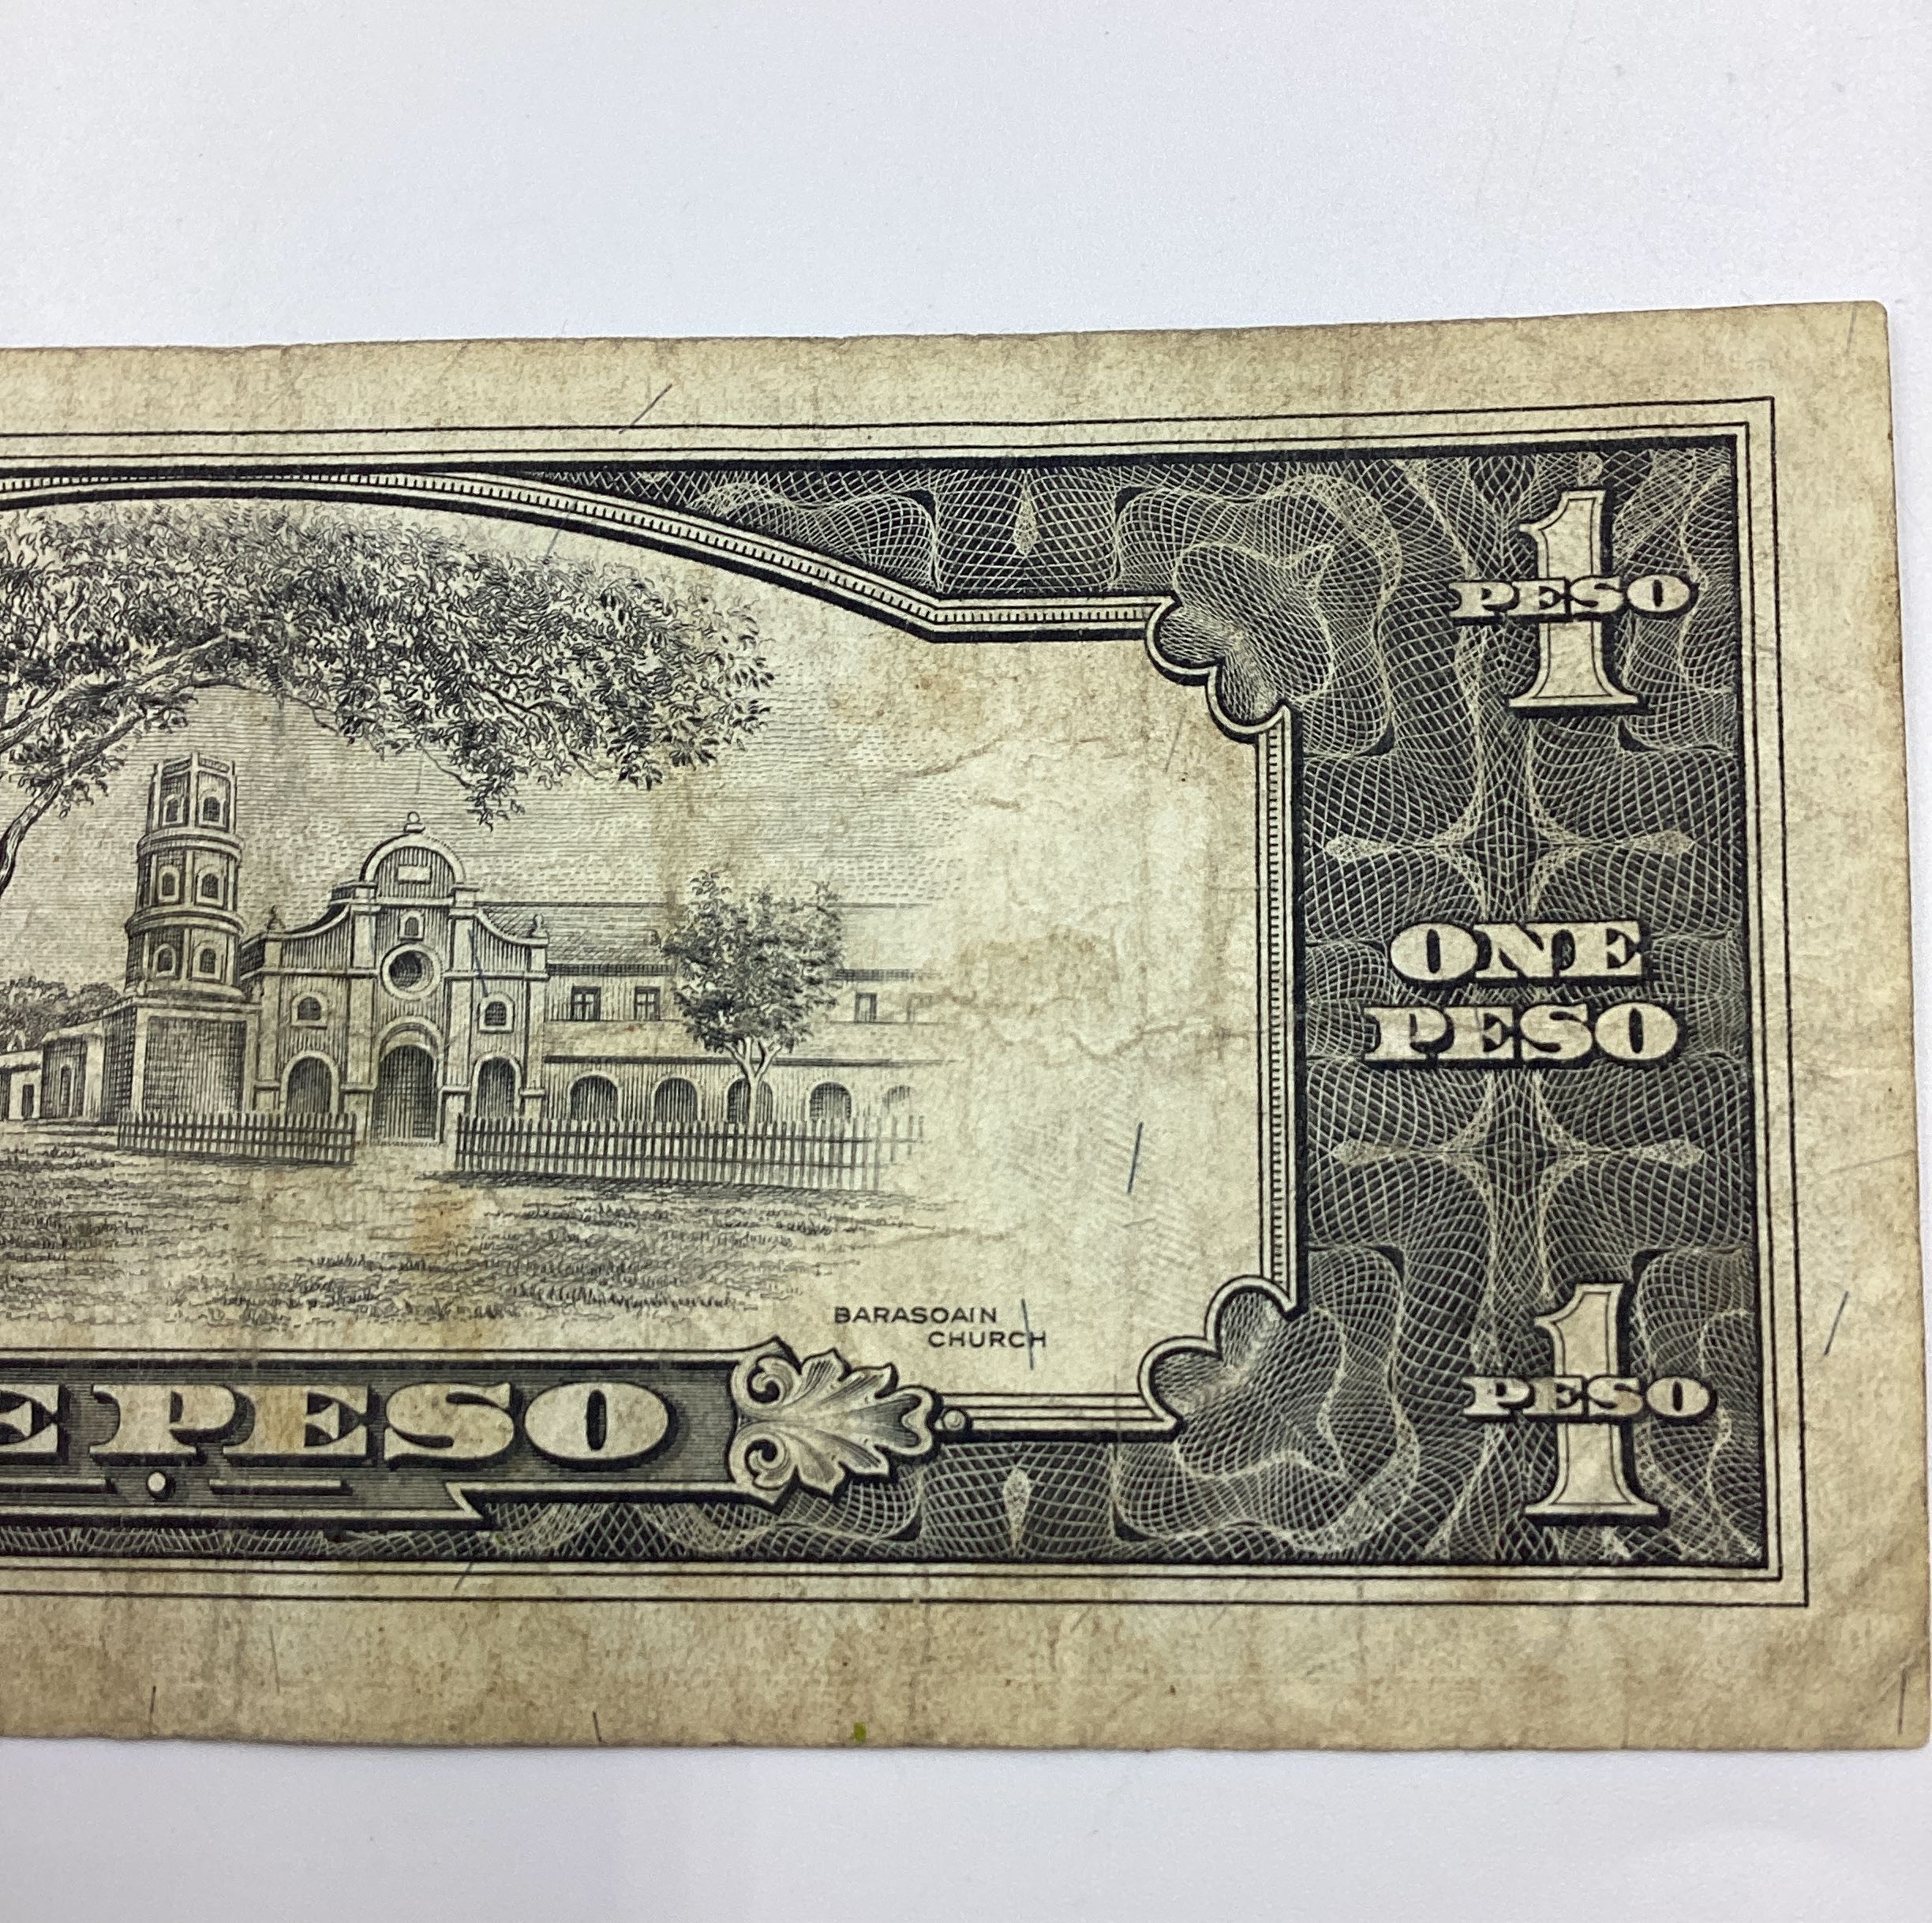 1
PESO
ONE
PESO
BARASOAIN
CHURCH
E PESO
1
PESO